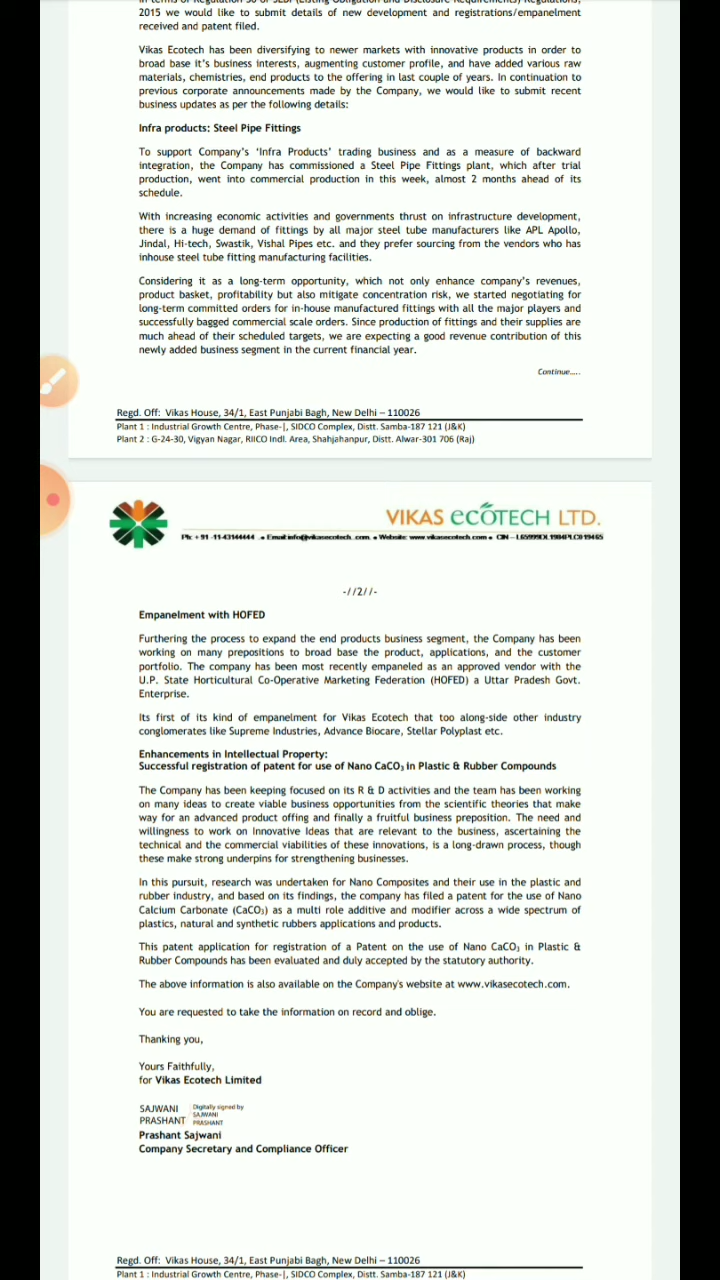 In terms of Regulation 30 of SEBI (Listing Obligation and Disclosure Requirements) Regulations,
2015 we would like to submit details of new development and registrations/empanelment
received and patent filed.
Vikas Ecotech has been diversifying to newer markets with innovative products in order to
broad base it's business interests, augmenting customer profile, and have added various raw
materials, chemistries, end products to the offering in last couple of years. In continuation to
previous corporate announcements made by the Company, we would like to submit recent
business updates as per the following details:
Infra products: Steel Pipe Fittings
To support Company's 'Infra Products' trading business and as a measure of backward
integration, the Company has commissioned a Steel Pipe Fittings plant, which after trial
production, went into commercial production in this week, almost 2 months ahead of its
schedule.
With increasing economic activities and governments thrust on infrastructure development,
there is a huge demand of fittings by all major steel tube manufacturers like APL Apollo,
Jindal, Hi-tech, Swastik, Vishal Pipes etc. and they prefer sourcing from the vendors who has
inhouse steel tube fitting manufacturing facilities.
Considering it as a long-term opportunity, which not only enhance company's revenues,
product basket, profitability but also mitigate concentration risk, we started negotiating for
long-term committed orders for in-house manufactured fittings with all the major players and
successfully bagged commercial scale orders. Since production of fittings and their supplies are
much ahead of their scheduled targets, we are expecting a good revenue contribution of this
newly added business segment in the current financial year.
Continue....
Regd. Off: Vikas House, 34/1, East Punjabi Bagh, New Delhi – 110026
Plant 1 : Industrial Growth Centre, Phase-|, SIDCO Complex, Distt. Samba-187 121 (J&K)
Plant 2 : G-24-30, Vigyan Nagar, RIICO Indl. Area, Shahjahanpur, Distt. Alwar-301 706 (Raj)
VIKAS ECOTECH LTD.
Ph: + 91 -11-43144444 . • Email: info@vikasecotech. com. • Website: www.vikasecotech.com • CIN – L65999DL1984PLC019465
-//2//-
Empanelment with HOFED
Furthering the process to expand the end products business segment, the Company has been
working on many prepositions to broad base the product, applications, and the customer
portfolio. The company has been most recently empaneled as an approved vendor with the
U.P. State Horticultural Co-Operative Marketing Federation (HOFED) a Uttar Pradesh Govt.
Enterprise.
Its first of its kind of empanelment for Vikas Ecotech that too along-side other industry
conglomerates like Supreme Industries, Advance Biocare, Stellar Polyplast etc.
Enhancements in Intellectual Property:
Successful registration of patent for use of Nano CaCO₃ in Plastic & Rubber Compounds
The Company has been keeping focused on its R & D activities and the team has been working
on many ideas to create viable business opportunities from the scientific theories that make
way for an advanced product offing and finally a fruitful business preposition. The need and
willingness to work on Innovative Ideas that are relevant to the business, ascertaining the
technical and the commercial viabilities of these innovations, is a long-drawn process, though
these make strong underpins for strengthening businesses.
In this pursuit, research was undertaken for Nano Composites and their use in the plastic and
rubber industry, and based on its findings, the company has filed a patent for the use of Nano
Calcium Carbonate (CaCO₃) as a multi role additive and modifier across a wide spectrum of
plastics, natural and synthetic rubbers applications and products.
This patent application for registration of a Patent on the use of Nano CaCO₃ in Plastic &
Rubber Compounds has been evaluated and duly accepted by the statutory authority.
The above information is also available on the Company's website at www.vikasecotech.com.
You are requested to take the information on record and oblige.
Thanking you,
Yours Faithfully,
for Vikas Ecotech Limited
SAJWANI
PRASHANT
Digitally signed by
SAJWANI
PRASHANT
Prashant Sajwani
Company Secretary and Compliance Officer
Regd. Off: Vikas House, 34/1, East Punjabi Bagh, New Delhi – 110026
Plant 1 : Industrial Growth Centre, Phase-|, SIDCO Complex, Distt. Samba-187 121 (J&K)